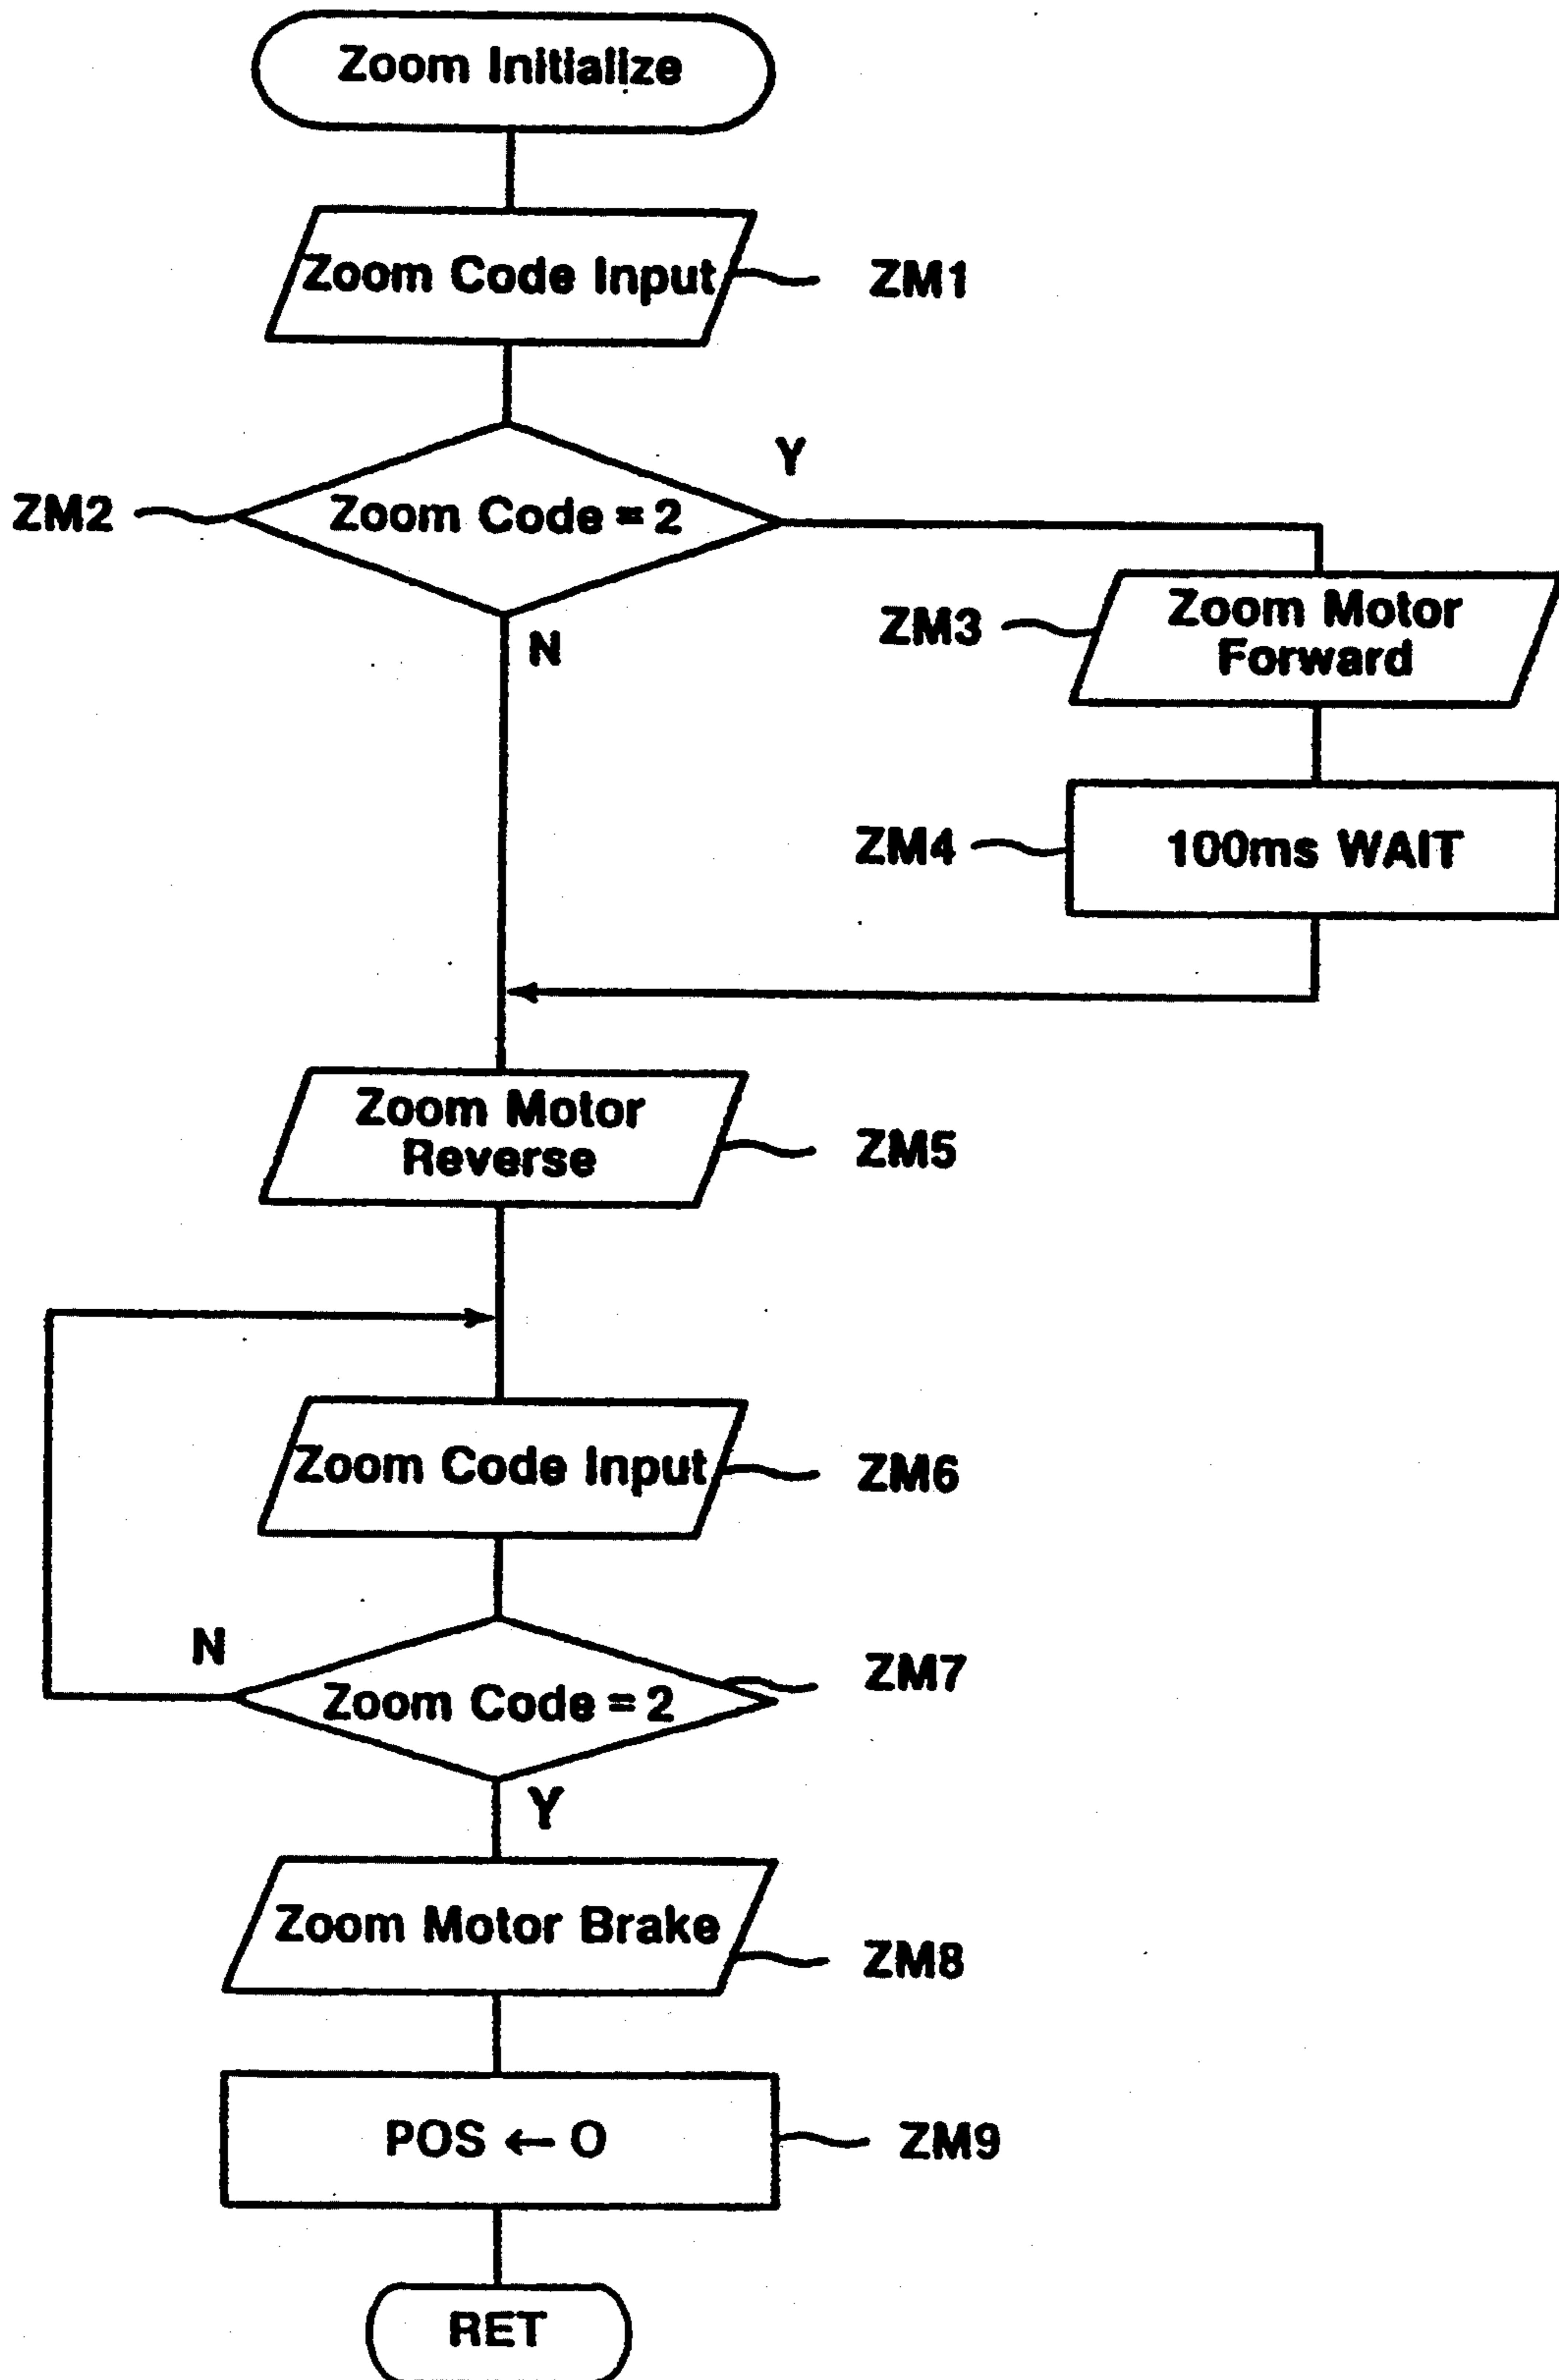 Zoom Initialize
Zoom Code Input
ZM1
Y
ZM2
Zoom Code = 2
N
ZM3
Zoom Motor
Forward
ZM4
100ms WAIT
Zoom Motor
Reverse
ZM5
Zoom Code Input
ZM6
N
Zoom Code = 2
ZM7
Y
Zoom Motor Brake
ZM8
POS ← O
ZM9
RET